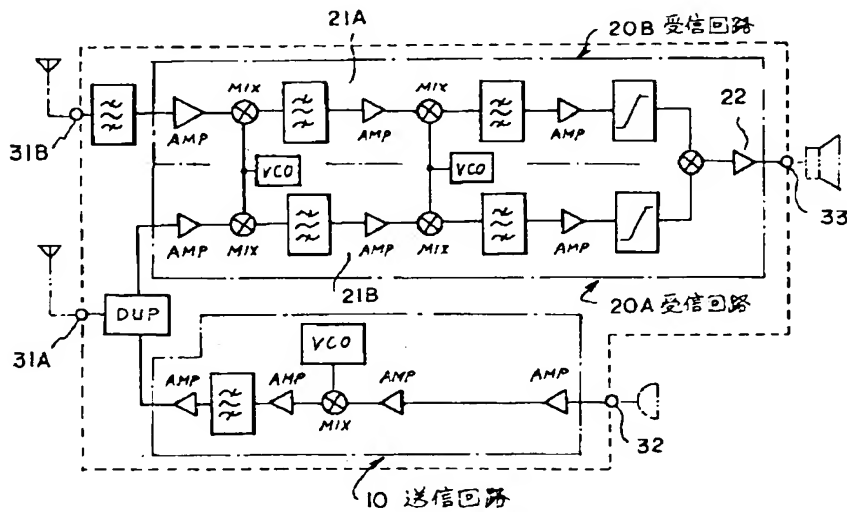 21A
20B 受信回路
MIX
MIX
22
31B
AMP
AMP
AMP
VCO
VCO
33
AMP
MIX
AMP
MIX
AMP
21B
20A 受信回路
DUP
31A
VCO
AMP
AMP
AMP
AMP
MIX
32
10 送信回路